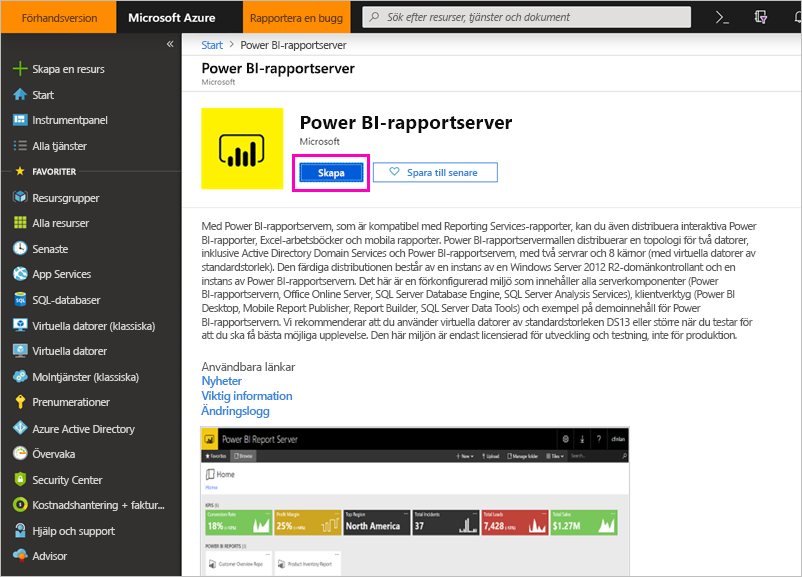 Förhandsversion
Microsoft Azure
Rapportera en bugg
Sök efter resurser, tjänster och dokument
Skapa en resurs
Start
Instrumentpanel
Alla tjänster
FAVORITER
Resursgrupper
Alla resurser
Senaste
App Services
SQL-databaser
Virtuella datorer (klassiska)
Virtuella datorer
Molntjänster (klassiska)
Prenumerationer
Azure Active Directory
Övervaka
Security Center
Kostnadshantering + faktur...
Hjälp och support
Advisor
Start > Power BI-rapportserver
Power BI-rapportserver
Microsoft
Power BI-rapportserver
Microsoft
Skapa
Spara till senare
Med Power BI-rapportservern, som är kompatibel med Reporting Services-rapporter, kan du även distribuera interaktiva Power
BI-rapporter, Excel-arbetsböcker och mobila rapporter. Power BI-rapportservermallen distribuerar en topologi för två datorer,
inklusive Active Directory Domain Services och Power BI-rapportservern, med två servrar och 8 kärnor (med virtuella datorer av
standardstorlek). Den färdiga distributionen består av en instans av en Windows Server 2012 R2-domänkontrollant och en
instans av Power BI-rapportservern. Det här är en förkonfigurerad miljö som innehåller alla serverkomponenter (Power
BI-rapportservern, Office Online Server, SQL Server Database Engine, SQL Server Analysis Services), klientverktyg (Power BI
Desktop, Mobile Report Publisher, Report Builder, SQL Server Data Tools) och exempel på demoinnehåll för Power
BI-rapportservern. Vi rekommenderar att du använder virtuella datorer av standardstorleken DS13 eller större när du testar för
att du ska få bästa möjliga upplevelse. Den här miljön är endast licensierad för utveckling och testning, inte för produktion.
Användbara länkar
Nyheter
Viktig information
Ändringslogg
Power BI Report Server
? cfinlan
Favorites Browse + New Upload Manage folder Tiles Search...
Home
Home
KPIS (6)
Conversion Rate
18% (+10%)
Profit Margin
25% (+10%)
Top Region
North America
Total Incidents
37
Total Leads
7,428 (+10%)
Total Sales
$1.27M
POWER BI REPORTS (5)
Customer Overview Repo
Product Inventory Report